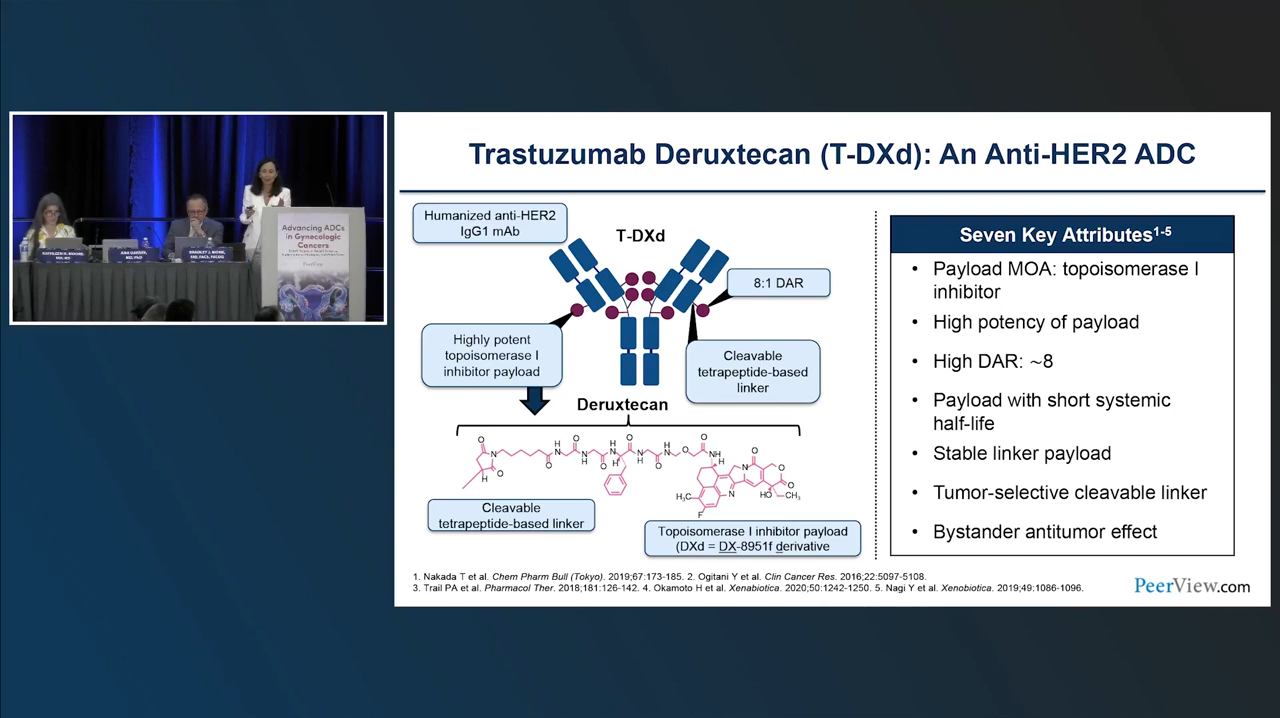 Trastuzumab Deruxtecan (T-DXd): An Anti-HER2 ADC
Humanized anti-HER2
IgG1 mAb
T-DXd
8:1 DAR
Highly potent
topoisomerase I
inhibitor payload
Cleavable
tetrapeptide-based
linker
Deruxtecan
Cleavable
tetrapeptide-based linker
Topoisomerase I inhibitor payload
(DXd = DX-8951f derivative
Seven Key Attributes1-5
• Payload MOA: topoisomerase I
inhibitor
• High potency of payload
• High DAR: ~8
• Payload with short systemic
half-life
• Stable linker payload
• Tumor-selective cleavable linker
• Bystander antitumor effect
1. Nakada T et al. Chem Pharm Bull (Tokyo). 2019;67:173-185. 2. Ogitani Y et al. Clin Cancer Res. 2016;22:5097-5108.
3. Trail PA et al. Pharmacol Ther. 2018;181:126-142. 4. Okamoto H et al. Xenabiotica. 2020;50:1242-1250. 5. Nagi Y et al. Xenobiotica. 2019;49:1086-1096.
PeerView.com
Advancing ADCs
in Gynecologic
Cancers